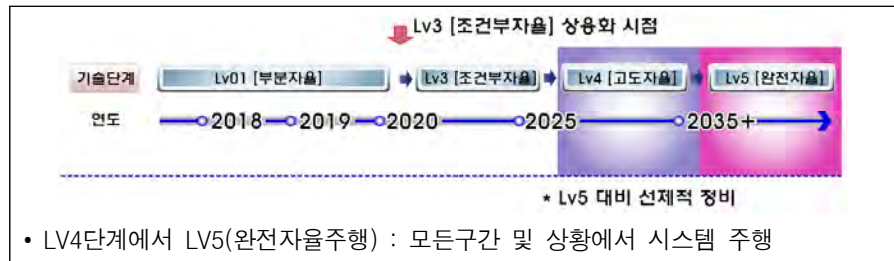 Lv3 [조건부자율] 상용화 시점
기술단계 Lv01 [부분자율] Lv3 [조건부자율] Lv4 [고도자율] Lv5 [완전자율]
연도 2018 2019 2020 2025 2035+
* Lv5 대비 선제적 정비
• LV4단계에서 LV5(완전자율주행) : 모든구간 및 상황에서 시스템 주행